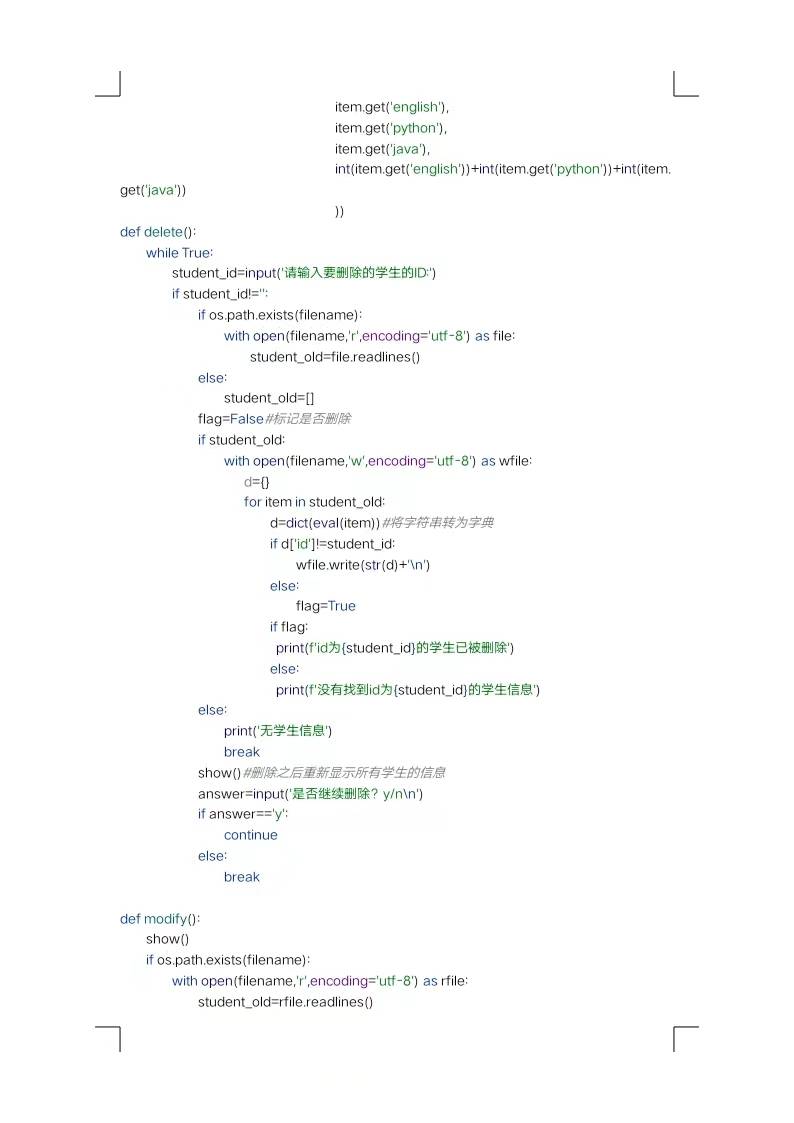 item.get('english'),
item.get('python'),
item.get('java'),
int(item.get('english'))+int(item.get('python'))+int(item.
get('java'))
))
def delete():
while True:
student_id=input('请输入要删除的学生的ID:')
if student_id!='':
if os.path.exists(filename):
with open(filename,'r',encoding='utf-8') as file:
student_old=file.readlines()
else:
student_old=[]
flag=False#标记是否删除
if student_old:
with open(filename,'w',encoding='utf-8') as wfile:
d={}
for item in student_old:
d=dict(eval(item))#将字符串转为字典
if d['id']!=student_id:
wfile.write(str(d)+'\n')
else:
flag=True
if flag:
print(f'id为{student_id}的学生已被删除')
else:
print(f'没有找到id为{student_id}的学生信息')
else:
print('无学生信息')
break
show()#删除之后重新显示所有学生的信息
answer=input('是否继续删除？y/n\n')
if answer=='y':
continue
else:
break
def modify():
show()
if os.path.exists(filename):
with open(filename,'r',encoding='utf-8') as rfile:
student_old=rfile.readlines()